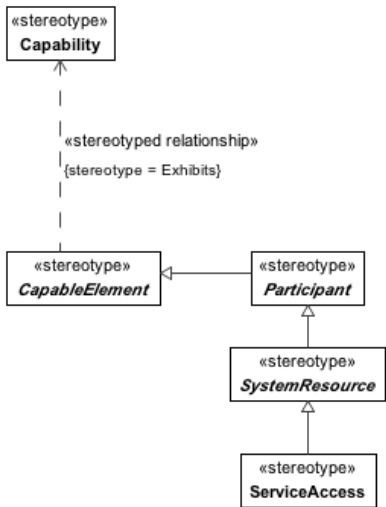 «stereotype»
Capability
«stereotyped relationship»
{stereotype = Exhibits}
«stereotype»
CapableElement
«stereotype»
Participant
«stereotype»
SystemResource
«stereotype»
ServiceAccess